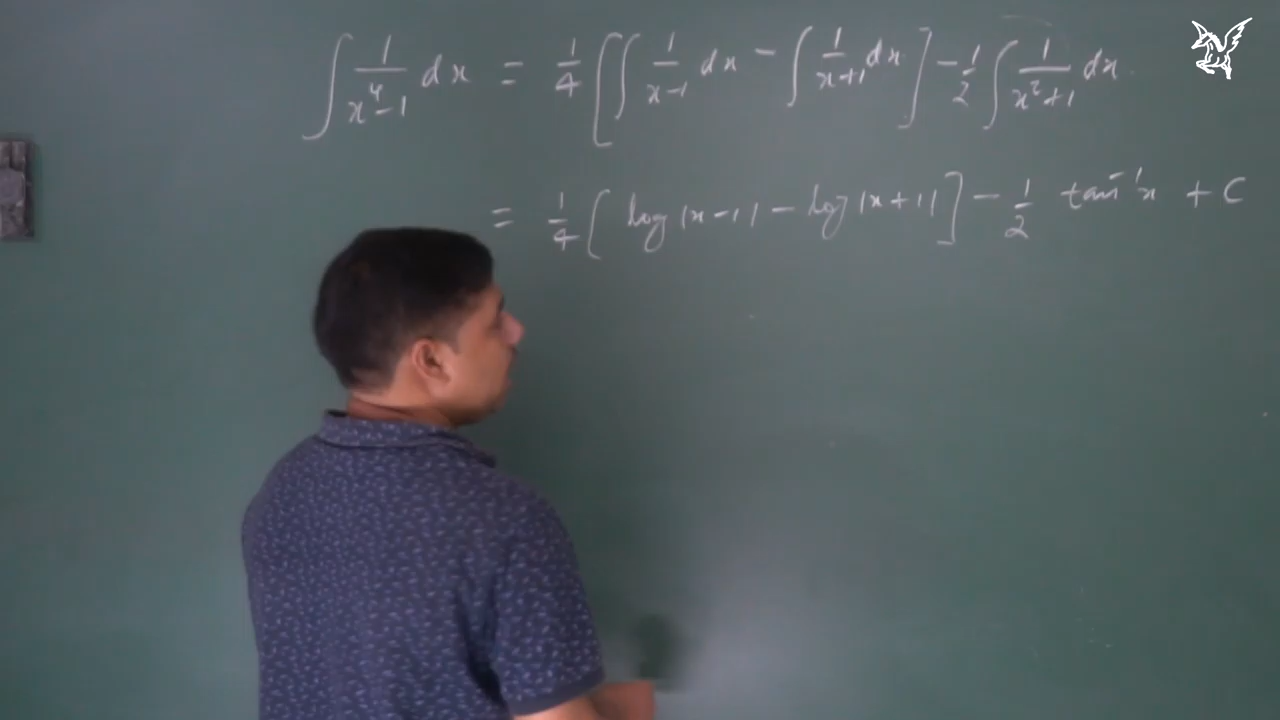 ∫ 1/(x⁴-1) dx = 1/4 [ ∫ 1/(x-1) dx - ∫ 1/(x+1) dx ] - 1/2 ∫ 1/(x²+1) dx
= 1/4 [ log |x-1| - log |x+1| ] - 1/2 tan⁻¹x + C